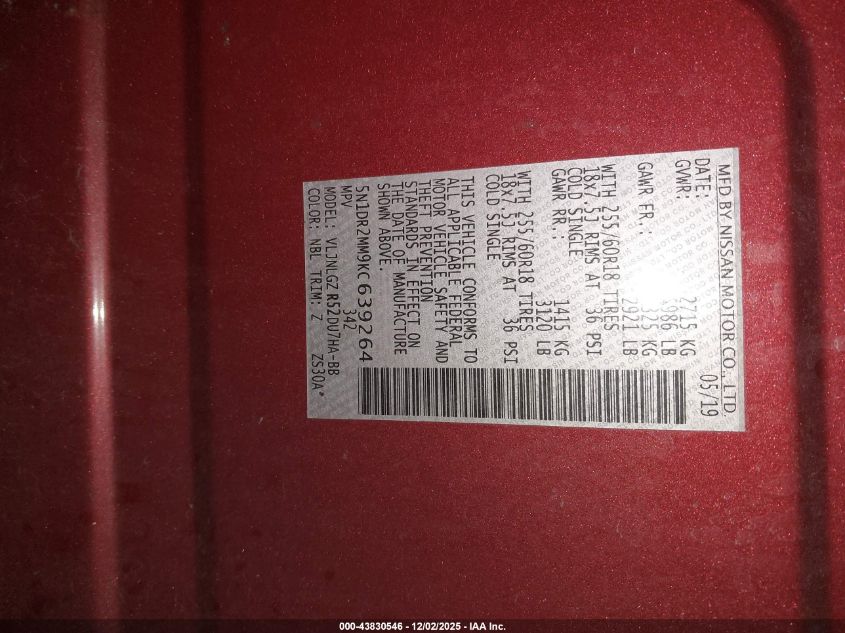 MFD BY NISSAN MOTOR CO., LTD.
DATE: 05/19
GVWR: 2715 KG
986 LB
GAWR FR.: 325 KG
2921 LB
WITH 255/60R18 TIRES
18x7.5J RIMS AT 36 PSI
COLD SINGLE
GAWR RR.: 1415 KG
3120 LB
WITH 255/60R18 TIRES
18x7.5J RIMS AT 36 PSI
COLD SINGLE
THIS VEHICLE CONFORMS TO
ALL APPLICABLE FEDERAL
MOTOR VEHICLE SAFETY AND
THEFT PREVENTION
STANDARDS IN EFFECT ON
THE DATE OF MANUFACTURE
SHOWN ABOVE.
5N1DR2MM9KC639264
MPV 342
MODEL: VLJNLGZ R52DU7HA-BB
COLOR: NBL TRIM: Z ZS30A*
000-43830546 - 12/02/2025 - IAA Inc.